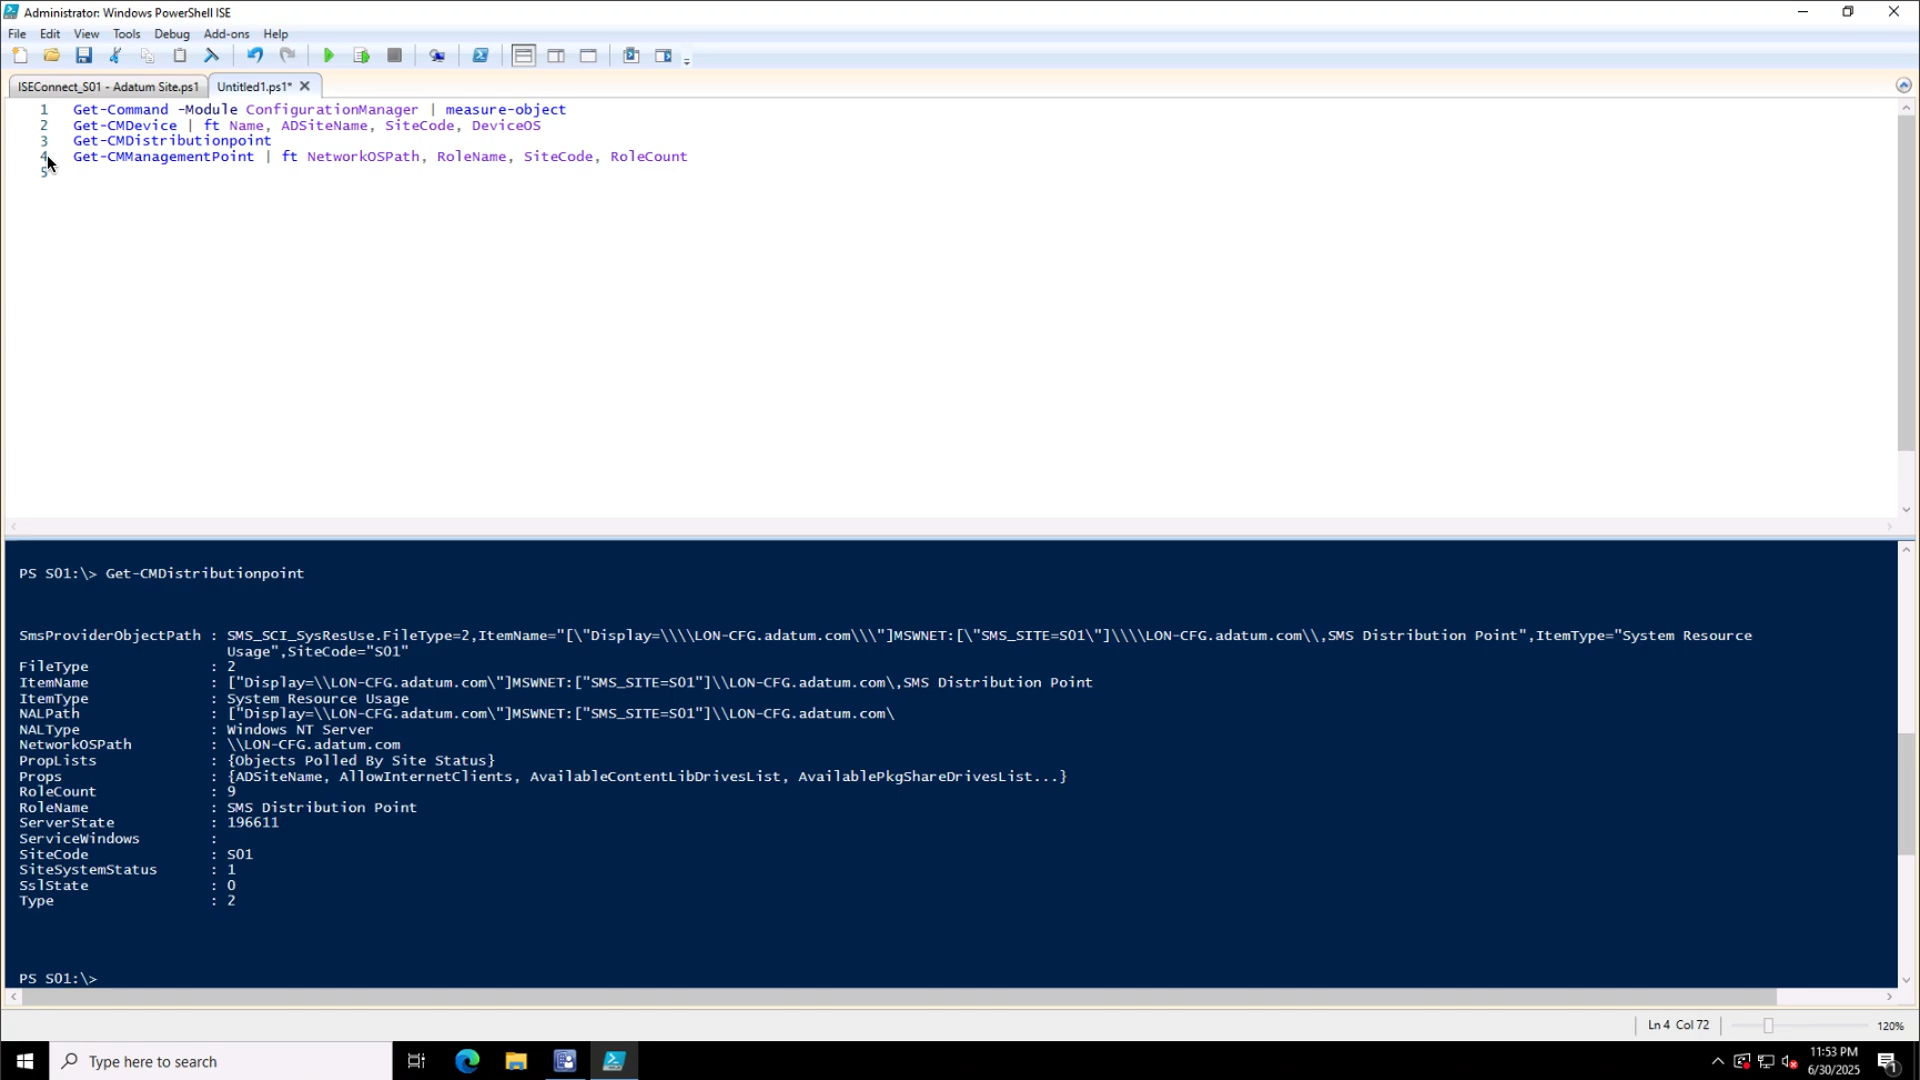 Administrator: Windows PowerShell ISE
File Edit View Tools Debug Add-ons Help
ISEConnect_S01 - Adatum Site.ps1 Untitled1.ps1*
1 Get-Command -Module ConfigurationManager | measure-object
2 Get-CMDevice | ft Name, ADSiteName, SiteCode, DeviceOS
3 Get-CMDistributionpoint
4 Get-CMManagementPoint | ft NetworkOSPath, RoleName, SiteCode, RoleCount
5
PS S01:\> Get-CMDistributionpoint
SmsProviderObjectPath : SMS_SCI_SysResUse.FileType=2,ItemName="[\"Display=\\\\LON-CFG.adatum.com\\\"]MSWNET:[\"SMS_SITE=S01\"]\\\\LON-CFG.adatum.com\\,SMS Distribution Point",ItemType="System Resource
Usage",SiteCode="S01"
FileType : 2
ItemName : ["Display=\\LON-CFG.adatum.com\"]MSWNET:["SMS_SITE=S01"]\\LON-CFG.adatum.com\,SMS Distribution Point
ItemType : System Resource Usage
NALPath : ["Display=\\LON-CFG.adatum.com\"]MSWNET:["SMS_SITE=S01"]\\LON-CFG.adatum.com\
NALType : Windows NT Server
NetworkOSPath : \\LON-CFG.adatum.com
PropLists : {Objects Polled By Site Status}
Props : {ADSiteName, AllowInternetClients, AvailableContentLibDrivesList, AvailablePkgShareDrivesList...}
RoleCount : 9
RoleName : SMS Distribution Point
ServerState : 196611
ServiceWindows :
SiteCode : S01
SiteSystemStatus : 1
SslState : 0
Type : 2
PS S01:\>
Ln 4 Col 72 120%
Type here to search
11:53 PM
6/30/2025
1